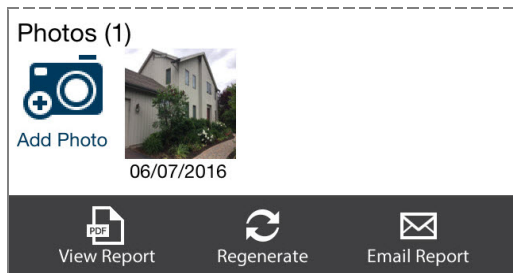 Photos (1)
Add Photo
06/07/2016
PDF
View Report
Regenerate
Email Report